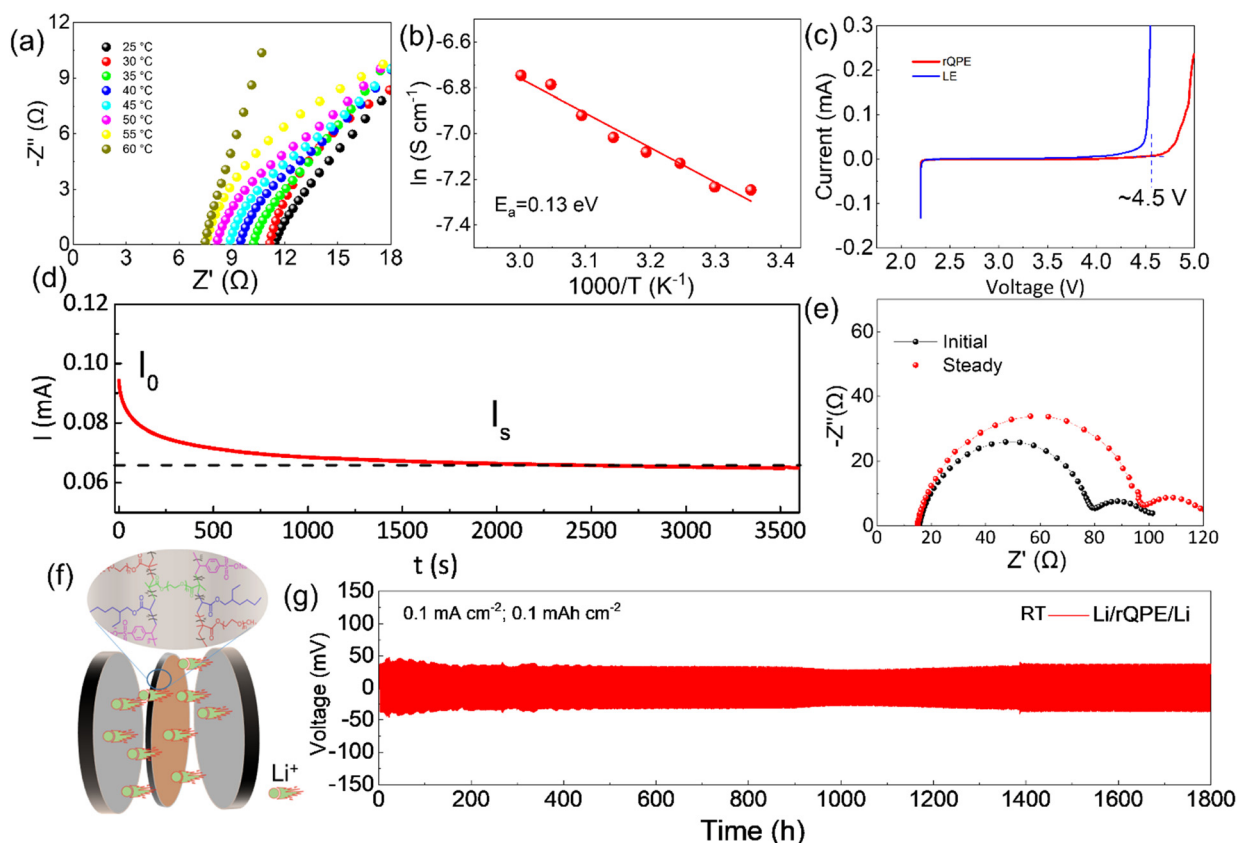 (a)
12
9
6
3
0
-Z'' (Ω)
25 °C
30 °C
35 °C
40 °C
45 °C
50 °C
55 °C
60 °C
0 3 6 9 12 15 18
Z' (Ω)
(b)
-6.6
-6.8
-7.0
-7.2
-7.4
ln (S cm⁻¹)
Eₐ=0.13 eV
3.0 3.1 3.2 3.3 3.4
1000/T (K⁻¹)
(c)
0.3
0.2
0.1
0.0
0.1
-0.2
Current (mA)
rQPE
LE
~4.5 V
2.0 2.5 3.0 3.5 4.0 4.5 5.0
Voltage (V)
(d)
0.12
0.10
0.08
0.06
I (mA)
I₀
Iₛ
0 500 1000 1500 2000 2500 3000 3500
t (s)
(e)
60
40
20
0
-Z''(Ω)
Initial
Steady
0 20 40 60 80 100 120
Z' (Ω)
(f)
Li⁺
(g)
150
100
50
0
-50
-100
-150
Voltage (mV)
0.1 mA cm⁻²; 0.1 mAh cm⁻²
RT
Li/rQPE/Li
0 200 400 600 800 1000 1200 1400 1600 1800
Time (h)